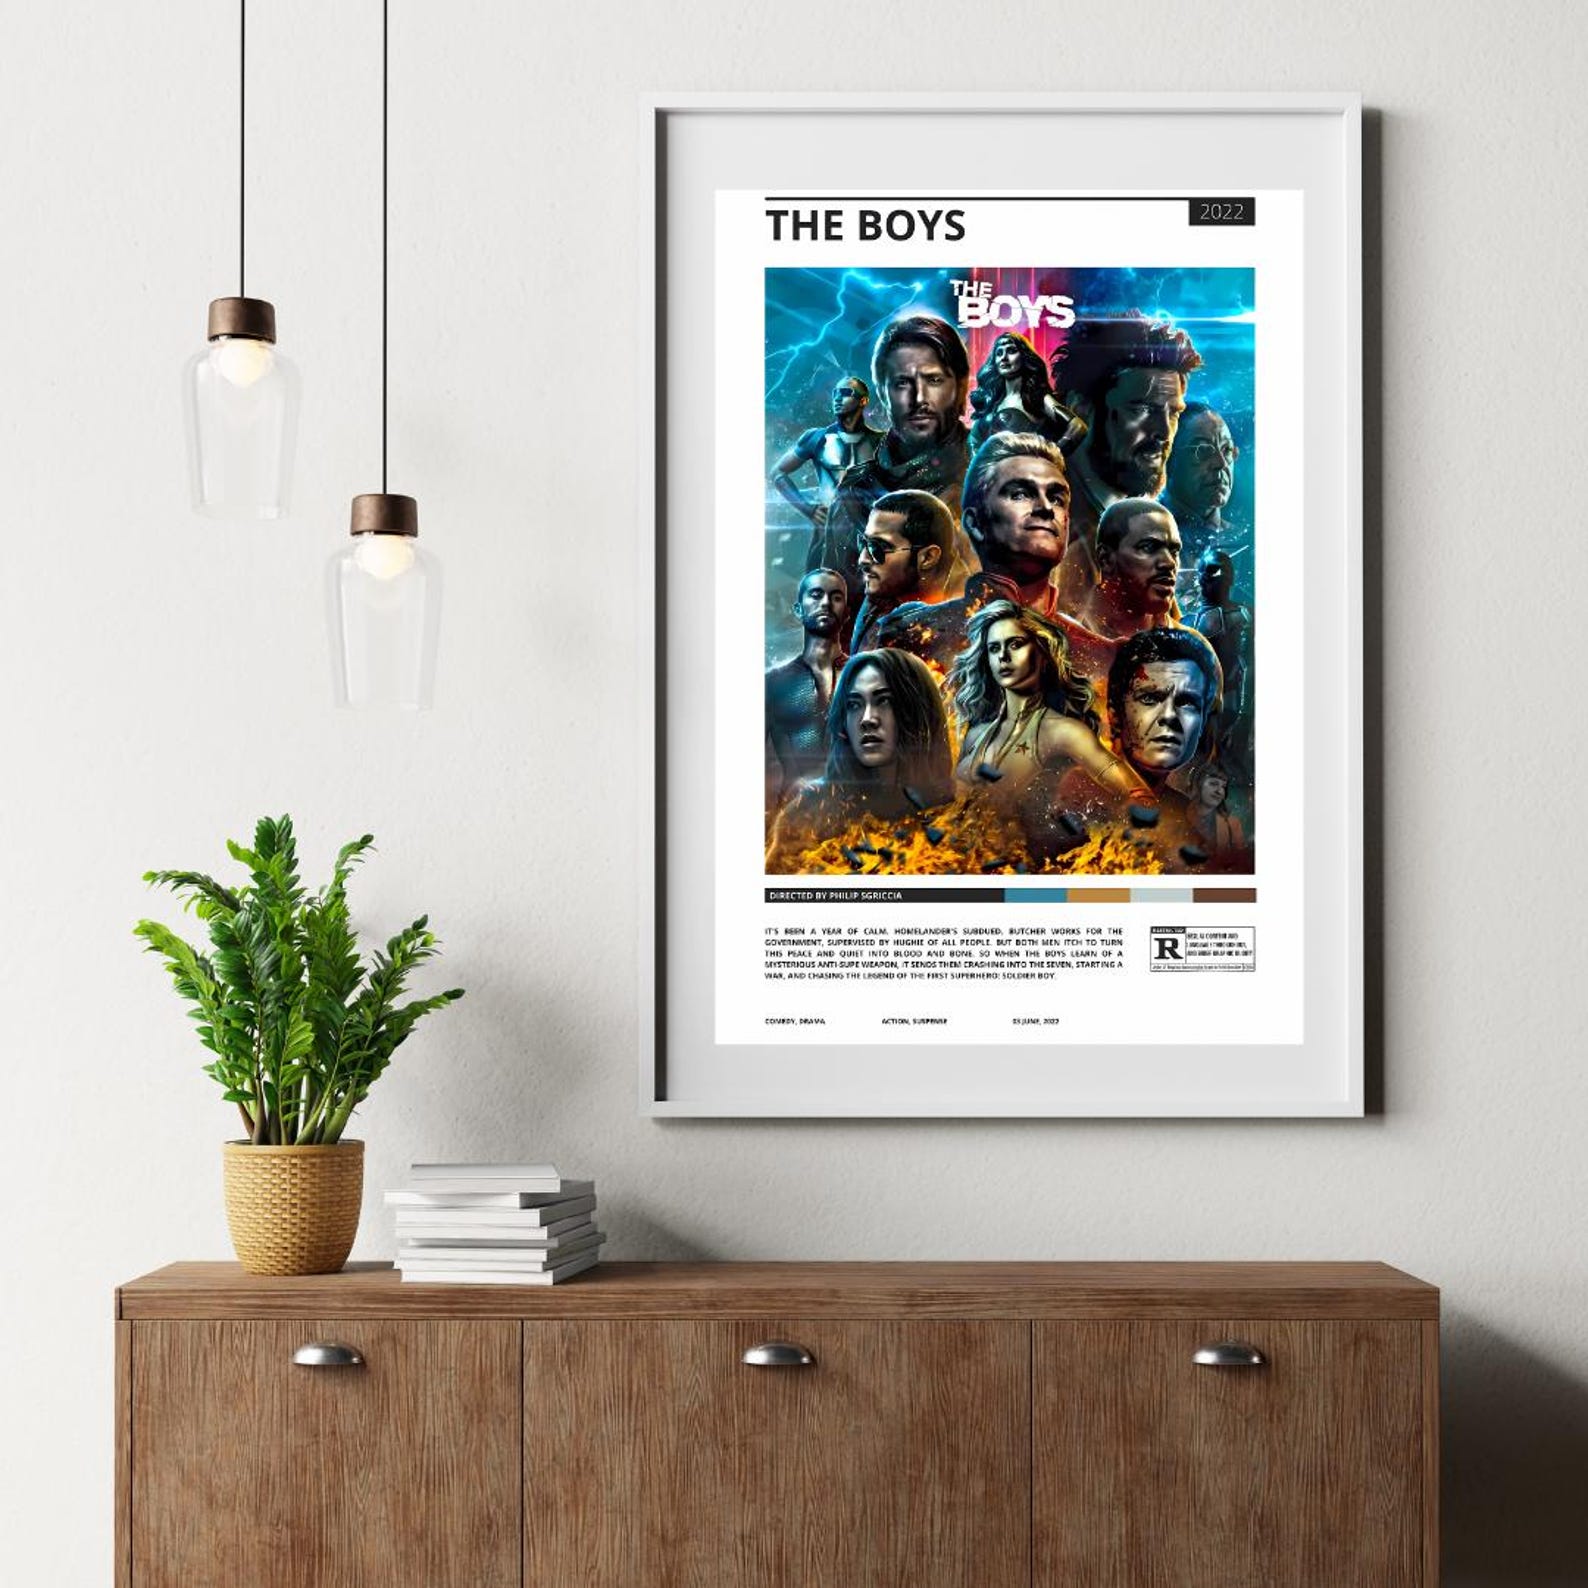 THE BOYS
2022
THE
BOYS
DIRECTED BY PHILIP SGRICCIA
IT'S BEEN A YEAR OF CALM. HOMELANDER'S SUBDUED. BUTCHER WORKS FOR THE
GOVERNMENT, SUPERVISED BY HUGHIE OF ALL PEOPLE. BUT BOTH MEN ITCH TO TURN
THIS PEACE AND QUIET INTO BLOOD AND BONE. SO WHEN THE BOYS LEARN OF A
MYSTERIOUS ANTI-SUPE WEAPON, IT SENDS THEM CRASHING INTO THE SEVEN, STARTING A
WAR, AND CHASING THE LEGEND OF THE FIRST SUPERHERO: SOLDIER BOY.
RESTRICTED
R
COMEDY, DRAMA
ACTION, SUSPENSE
03 JUNE, 2022